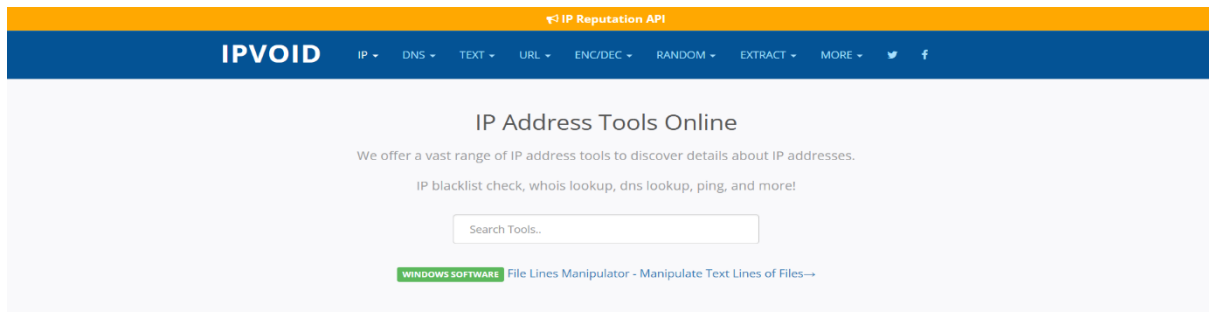 IP Reputation API
IPVOID IP DNS TEXT URL ENC/DEC RANDOM EXTRACT MORE
IP Address Tools Online
We offer a vast range of IP address tools to discover details about IP addresses.
IP blacklist check, whois lookup, dns lookup, ping, and more!
Search Tools..
WINDOWS SOFTWARE File Lines Manipulator - Manipulate Text Lines of Files→